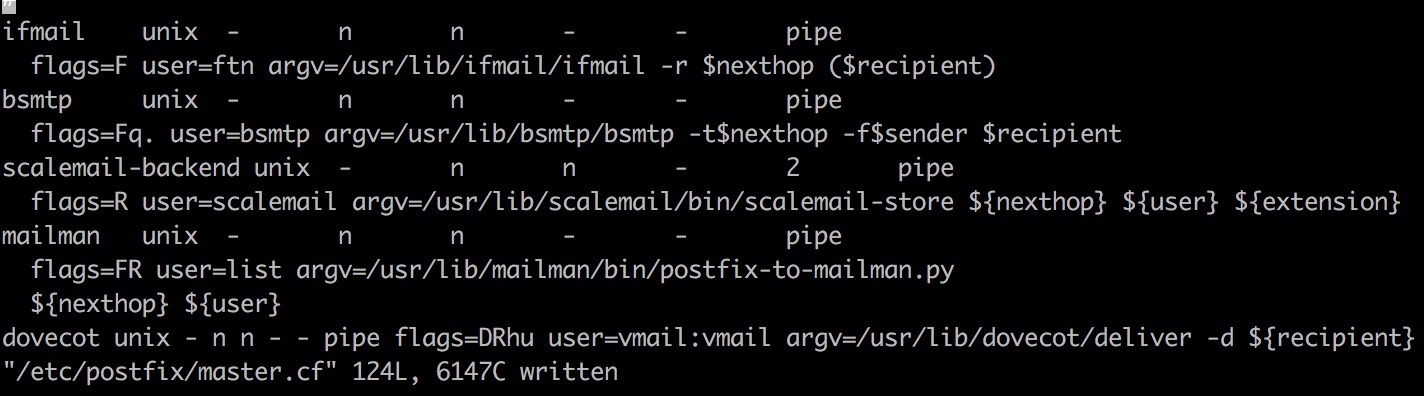 #
ifmail    unix  -       n       n       -       -       pipe
  flags=F user=ftn argv=/usr/lib/ifmail/ifmail -r $nexthop ($recipient)
bsmtp     unix  -       n       n       -       -       pipe
  flags=Fq. user=bsmtp argv=/usr/lib/bsmtp/bsmtp -t$nexthop -f$sender $recipient
scalemail-backend unix  -       n       n       -       2       pipe
  flags=R user=scalemail argv=/usr/lib/scalemail/bin/scalemail-store ${nexthop} ${user} ${extension}
mailman   unix  -       n       n       -       -       pipe
  flags=FR user=list argv=/usr/lib/mailman/bin/postfix-to-mailman.py
  ${nexthop} ${user}
dovecot unix - n n - - pipe flags=DRhu user=vmail:vmail argv=/usr/lib/dovecot/deliver -d ${recipient}
"/etc/postfix/master.cf" 124L, 6147C written